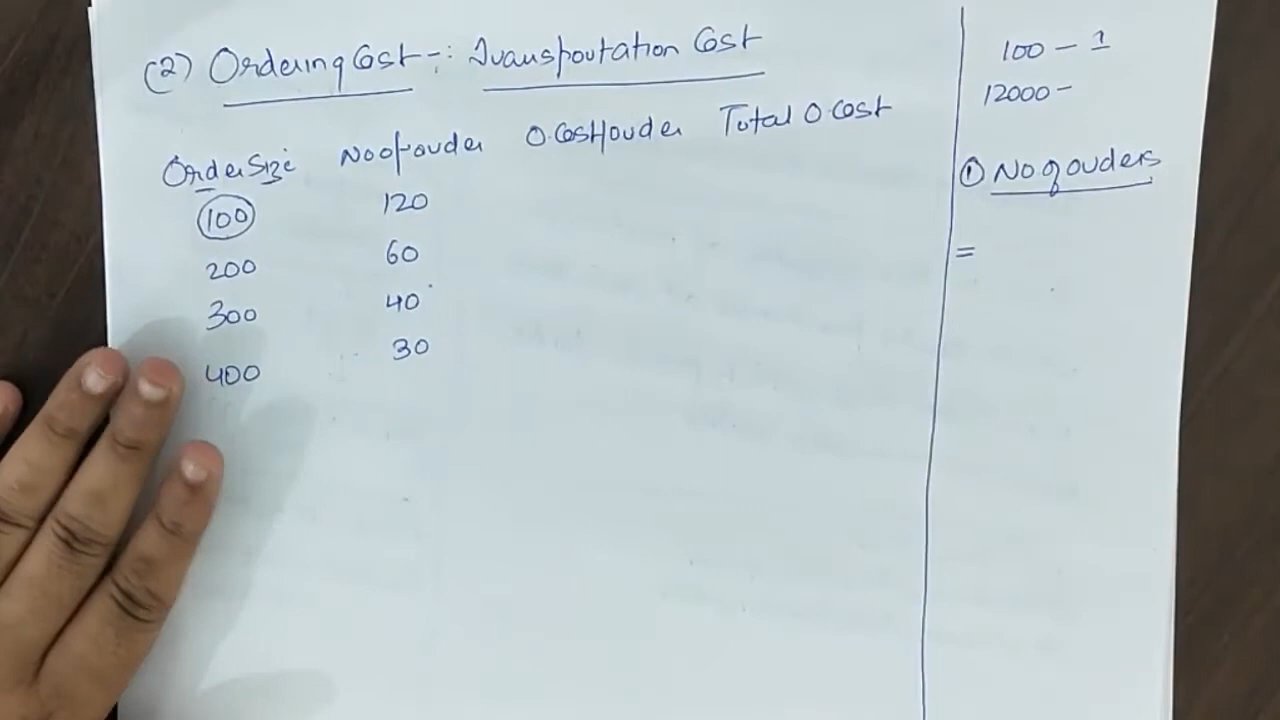 (2) Ordering Cost -: Transportation Cost
Order Size No of order O.Cost/order Total O.Cost
100 120
200 60
300 40
400 30
100 - 1
12000 -
① No of orders
=